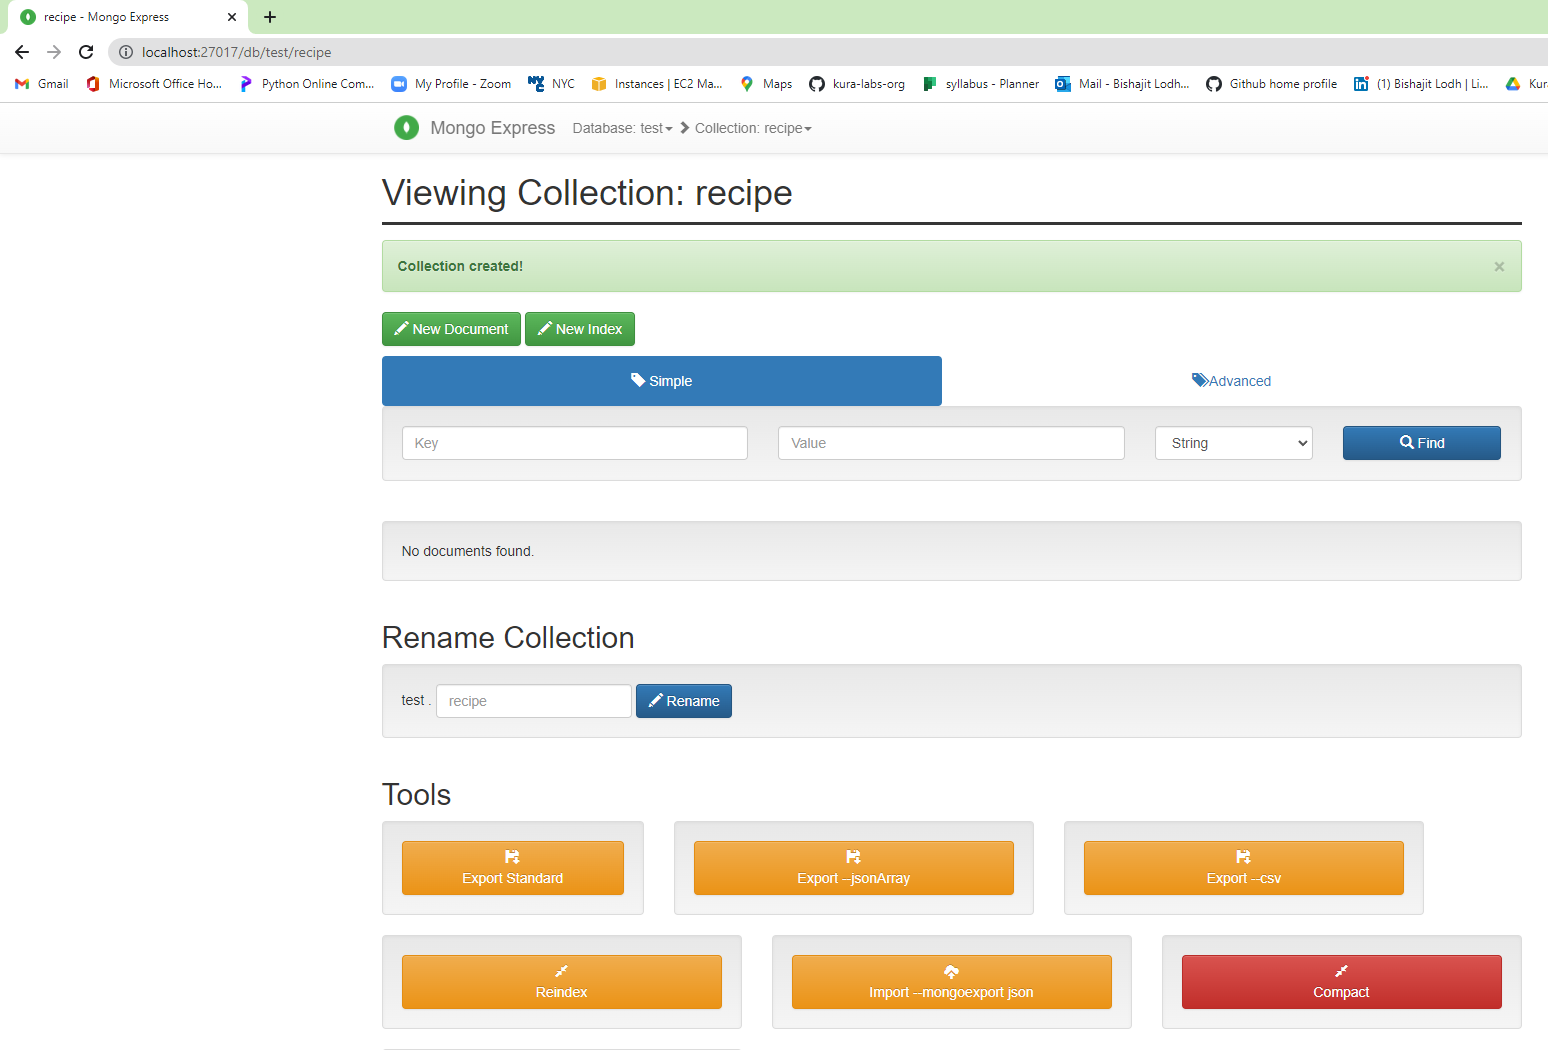 recipe - Mongo Express
localhost:27017/db/test/recipe
Gmail Microsoft Office Ho... Python Online Com... My Profile - Zoom NYC Instances | EC2 Ma... Maps kura-labs-org syllabus - Planner Mail - Bishajit Lodh... Github home profile (1) Bishajit Lodh | Li... Kur
Mongo Express Database: test Collection: recipe
Viewing Collection: recipe
Collection created! ×
New Document New Index
Simple Advanced
Key Value String Find
No documents found.
Rename Collection
test . recipe Rename
Tools
Export Standard Export --jsonArray Export --csv
Reindex Import --mongoexport json Compact